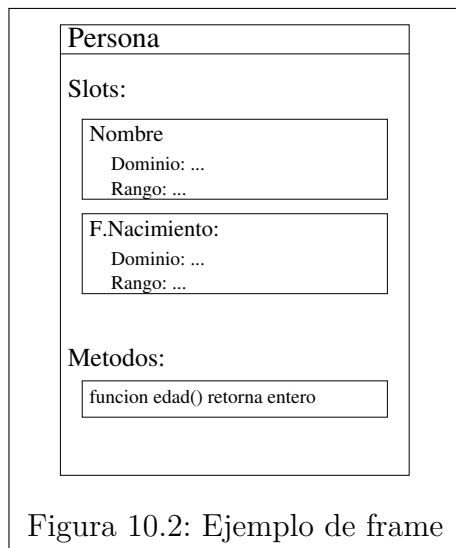 Persona
Slots:
Nombre
Dominio: ...
Rango: ...
F.Nacimiento:
Dominio: ...
Rango: ...
Metodos:
funcion edad() retorna entero
Figura 10.2: Ejemplo de frame